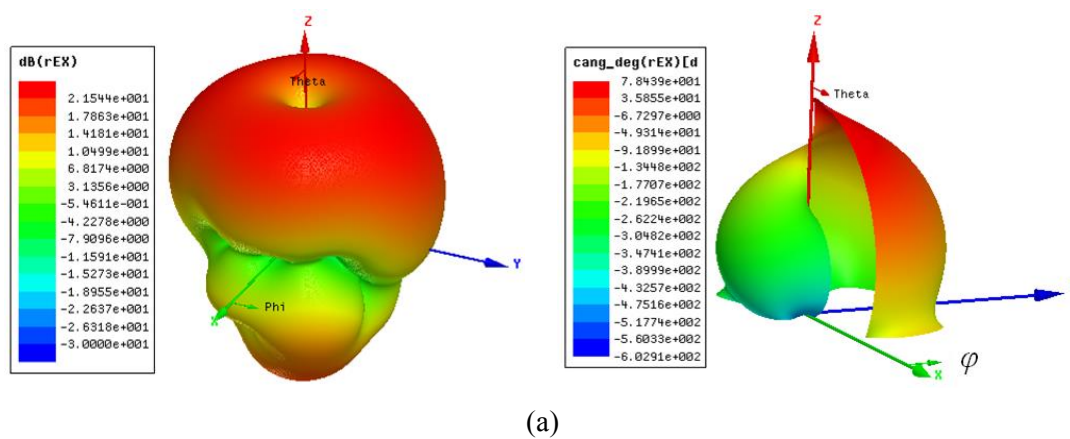 dB(rEX)
2.1544e+001
1.7863e+001
1.4181e+001
1.0499e+001
6.8174e+000
3.1356e+000
-5.4611e-001
-4.2278e+000
-7.9096e+000
-1.1591e+001
-1.5273e+001
-1.8955e+001
-2.2637e+001
-2.6318e+001
-3.0000e+001
Z
Theta
Y
Phi
X
cang_deg(rEX)[d
7.8439e+001
3.5855e+001
-6.7297e+000
-4.9314e+001
-9.1899e+001
-1.3448e+002
-1.7707e+002
-2.1965e+002
-2.6224e+002
-3.0482e+002
-3.4741e+002
-3.8999e+002
-4.3257e+002
-4.7516e+002
-5.1774e+002
-5.6033e+002
-6.0291e+002
Z
Theta
X
φ
(a)